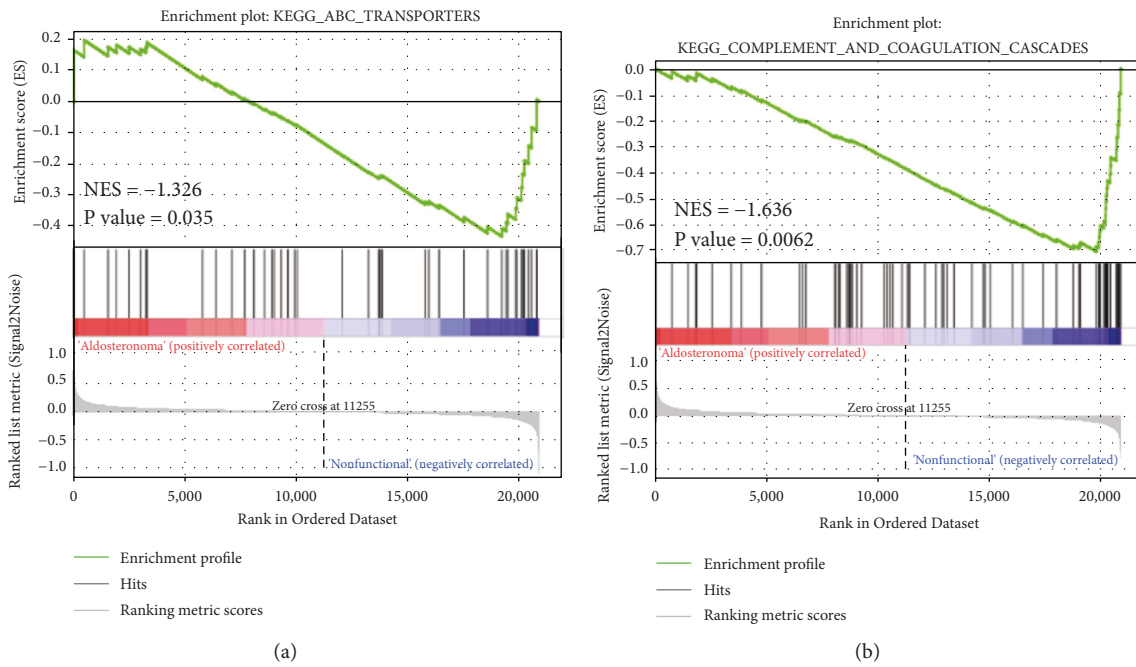 Enrichment plot: KEGG_ABC_TRANSPORTERS
Enrichment score (ES)
0.2
0.1
0.0
−0.1
−0.2
−0.3
−0.4
NES = −1.326
P value = 0.035
Ranked list metric (Signal2Noise)
'Aldosteronoma' (positively correlated)
1.0
0.5
0.0
−0.5
−1.0
Zero cross at 11255
'Nonfunctional' (negatively correlated)
0
5,000
10,000
15,000
20,000
Rank in Ordered Dataset
Enrichment profile
Hits
Ranking metric scores
(a)
Enrichment plot:
KEGG_COMPLEMENT_AND_COAGULATION_CASCADES
Enrichment score (ES)
0.0
−0.1
−0.2
−0.3
−0.4
−0.5
−0.6
−0.7
NES = −1.636
P value = 0.0062
Ranked list metric (Signal2Noise)
'Aldosteronoma' (positively correlated)
1.0
0.5
0.0
−0.5
−1.0
Zero cross at 11255
'Nonfunctional' (negatively correlated)
0
5,000
10,000
15,000
20,000
Rank in Ordered Dataset
Enrichment profile
Hits
Ranking metric scores
(b)